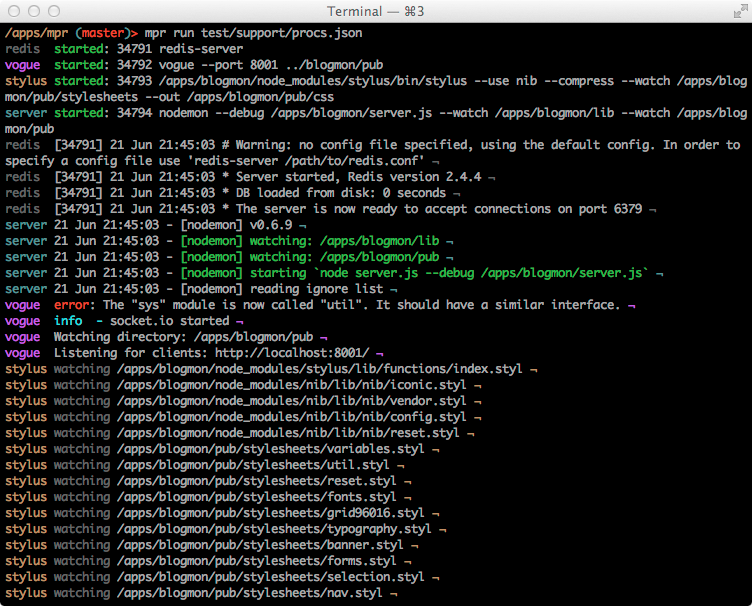 Terminal — ⌘3
/apps/mpr (master)> mpr run test/support/procs.json
redis  started: 34791 redis-server
vogue  started: 34792 vogue --port 8001 ../blogmon/pub
stylus started: 34793 /apps/blogmon/node_modules/stylus/bin/stylus --use nib --compress --watch /apps/blog
mon/pub/stylesheets --out /apps/blogmon/pub/css
server started: 34794 nodemon --debug /apps/blogmon/server.js --watch /apps/blogmon/lib --watch /apps/blog
mon/pub
redis  [34791] 21 Jun 21:45:03 # Warning: no config file specified, using the default config. In order to
specify a config file use 'redis-server /path/to/redis.conf' ¬
redis  [34791] 21 Jun 21:45:03 * Server started, Redis version 2.4.4 ¬
redis  [34791] 21 Jun 21:45:03 * DB loaded from disk: 0 seconds ¬
redis  [34791] 21 Jun 21:45:03 * The server is now ready to accept connections on port 6379 ¬
server 21 Jun 21:45:03 - [nodemon] v0.6.9 ¬
server 21 Jun 21:45:03 - [nodemon] watching: /apps/blogmon/lib ¬
server 21 Jun 21:45:03 - [nodemon] watching: /apps/blogmon/pub ¬
server 21 Jun 21:45:03 - [nodemon] starting `node server.js --debug /apps/blogmon/server.js` ¬
server 21 Jun 21:45:03 - [nodemon] reading ignore list ¬
vogue  error: The "sys" module is now called "util". It should have a similar interface. ¬
vogue  info  - socket.io started ¬
vogue  Watching directory: /apps/blogmon/pub ¬
vogue  Listening for clients: http://localhost:8001/ ¬
stylus watching /apps/blogmon/node_modules/stylus/lib/functions/index.styl ¬
stylus watching /apps/blogmon/node_modules/nib/lib/nib/iconic.styl ¬
stylus watching /apps/blogmon/node_modules/nib/lib/nib/vendor.styl ¬
stylus watching /apps/blogmon/node_modules/nib/lib/nib/config.styl ¬
stylus watching /apps/blogmon/node_modules/nib/lib/nib/reset.styl ¬
stylus watching /apps/blogmon/pub/stylesheets/variables.styl ¬
stylus watching /apps/blogmon/pub/stylesheets/util.styl ¬
stylus watching /apps/blogmon/pub/stylesheets/reset.styl ¬
stylus watching /apps/blogmon/pub/stylesheets/fonts.styl ¬
stylus watching /apps/blogmon/pub/stylesheets/grid96016.styl ¬
stylus watching /apps/blogmon/pub/stylesheets/typography.styl ¬
stylus watching /apps/blogmon/pub/stylesheets/banner.styl ¬
stylus watching /apps/blogmon/pub/stylesheets/forms.styl ¬
stylus watching /apps/blogmon/pub/stylesheets/selection.styl ¬
stylus watching /apps/blogmon/pub/stylesheets/nav.styl ¬